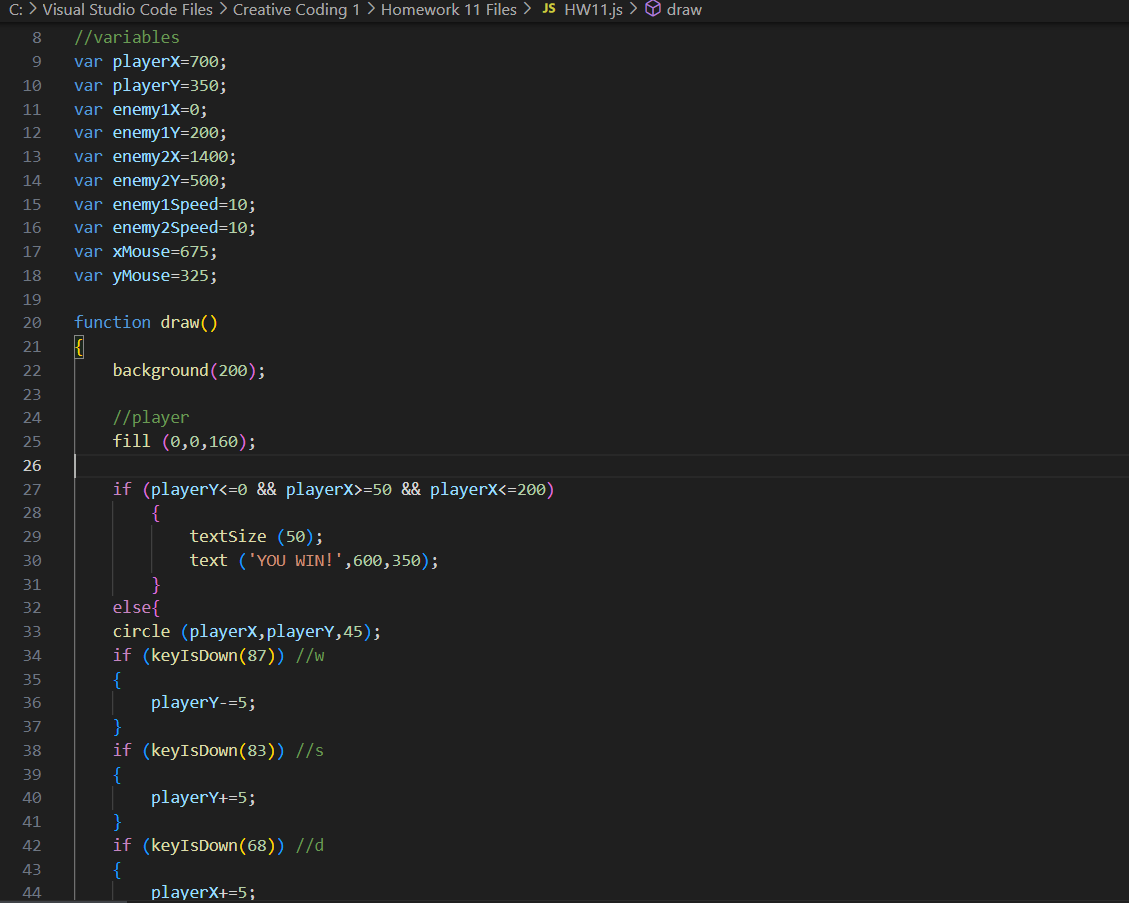 C: > Visual Studio Code Files > Creative Coding 1 > Homework 11 Files > JS HW11.js > draw
8 //variables
9 var playerX=700;
10 var playerY=350;
11 var enemy1X=0;
12 var enemy1Y=200;
13 var enemy2X=1400;
14 var enemy2Y=500;
15 var enemy1Speed=10;
16 var enemy2Speed=10;
17 var xMouse=675;
18 var yMouse=325;
19
20 function draw()
21 {
22     background(200);
23
24     //player
25     fill (0,0,160);
26
27     if (playerY<=0 && playerX>=50 && playerX<=200)
28         {
29             textSize (50);
30             text ('YOU WIN!',600,350);
31         }
32     else{
33     circle (playerX,playerY,45);
34     if (keyIsDown(87)) //w
35     {
36         playerY-=5;
37     }
38     if (keyIsDown(83)) //s
39     {
40         playerY+=5;
41     }
42     if (keyIsDown(68)) //d
43     {
44         playerX+=5;